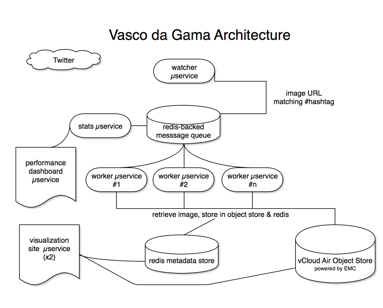 Vasco da Gama Architecture
Twitter
watcher
µservice
image URL
matching #hashtag
stats µservice
redis-backed
messsage queue
performance
dashboard
µservice
worker µservice
#1
worker µservice
#2
worker µservice
#n
retrieve image, store in object store & redis
visualization
site µservice
(x2)
redis metadata store
vCloud Air Object Store
powered by EMC